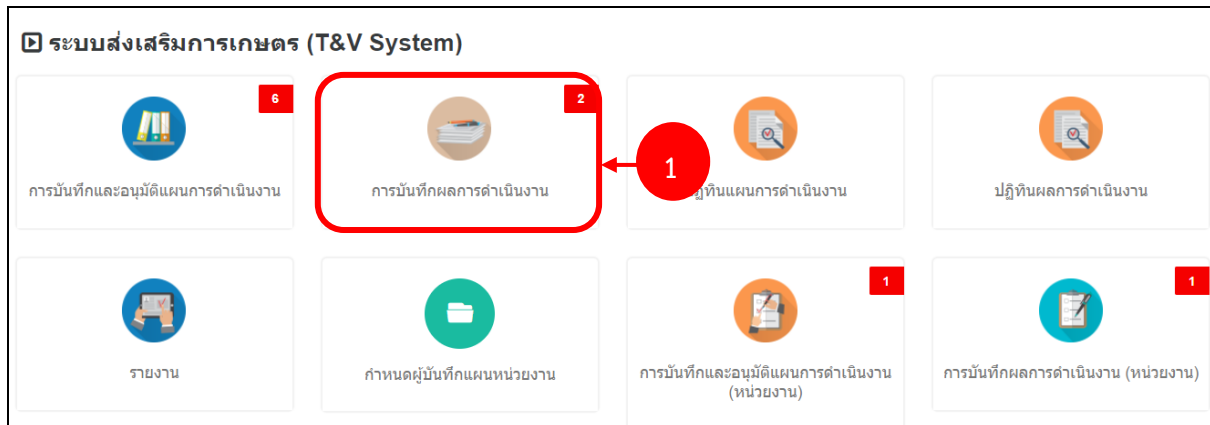 ระบบส่งเสริมการเกษตร (T&V System)
6
การบันทึกและอนุมัติแผนการดำเนินงาน
2
การบันทึกผลการดำเนินงาน
1
ฏิทินแผนการดำเนินงาน
ปฏิทินผลการดำเนินงาน
รายงาน
กำหนดผู้บันทึกแผนหน่วยงาน
1
การบันทึกและอนุมัติแผนการดำเนินงาน
(หน่วยงาน)
1
การบันทึกผลการดำเนินงาน (หน่วยงาน)